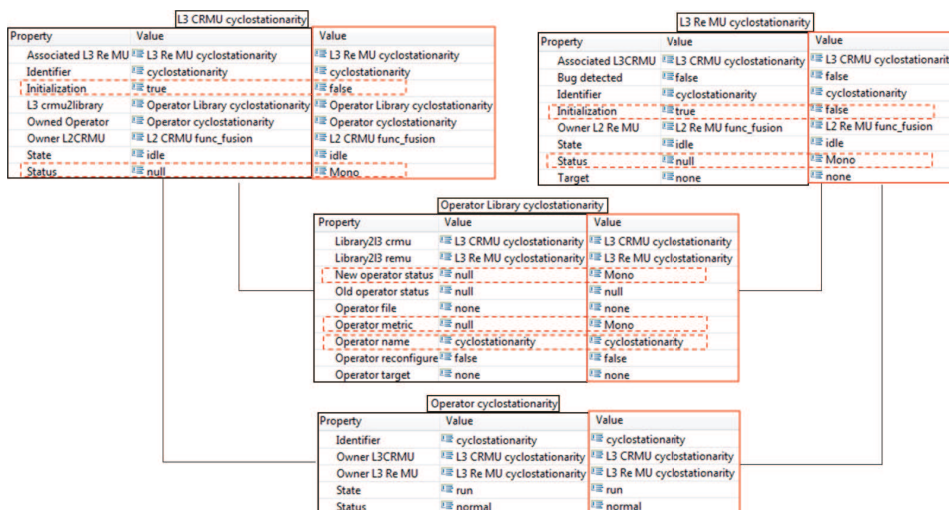 L3 CRMU cyclostationarity
Property Value Value
Associated L3 Re MU L3 Re MU cyclostationarity L3 Re MU cyclostationarity
Identifier cyclostationarity cyclostationarity
Initialization true false
L3 crmu2library Operator Library cyclostationarity Operator Library cyclostationarity
Owned Operator Operator cyclostationarity Operator cyclostationarity
Owner L2CRMU L2 CRMU func_fusion L2 CRMU func_fusion
State idle idle
Status null Mono
L3 Re MU cyclostationarity
Property Value Value
Associated L3CRMU L3 CRMU cyclostationarity L3 CRMU cyclostationarit
Bug detected false false
Identifier cyclostationarity cyclostationarity
Initialization true false
Owner L2 Re MU L2 Re MU func_fusion L2 Re MU func_fusion
State idle idle
Status null Mono
Target none none
Operator Library cyclostationarity
Property Value Value
Library2l3 crmu L3 CRMU cyclostationarity L3 CRMU cyclostationarity
Library2l3 remu L3 Re MU cyclostationarity L3 Re MU cyclostationarity
New operator status null Mono
Old operator status null null
Operator file none none
Operator metric null Mono
Operator name cyclostationarity cyclostationarity
Operator reconfigure false false
Operator target none none
Operator cyclostationarity
Property Value Value
Identifier cyclostationarity cyclostationarity
Owner L3CRMU L3 CRMU cyclostationarity L3 CRMU cyclostationarity
Owner L3 Re MU L3 Re MU cyclostationarity L3 Re MU cyclostationarity
State run run
Status normal normal